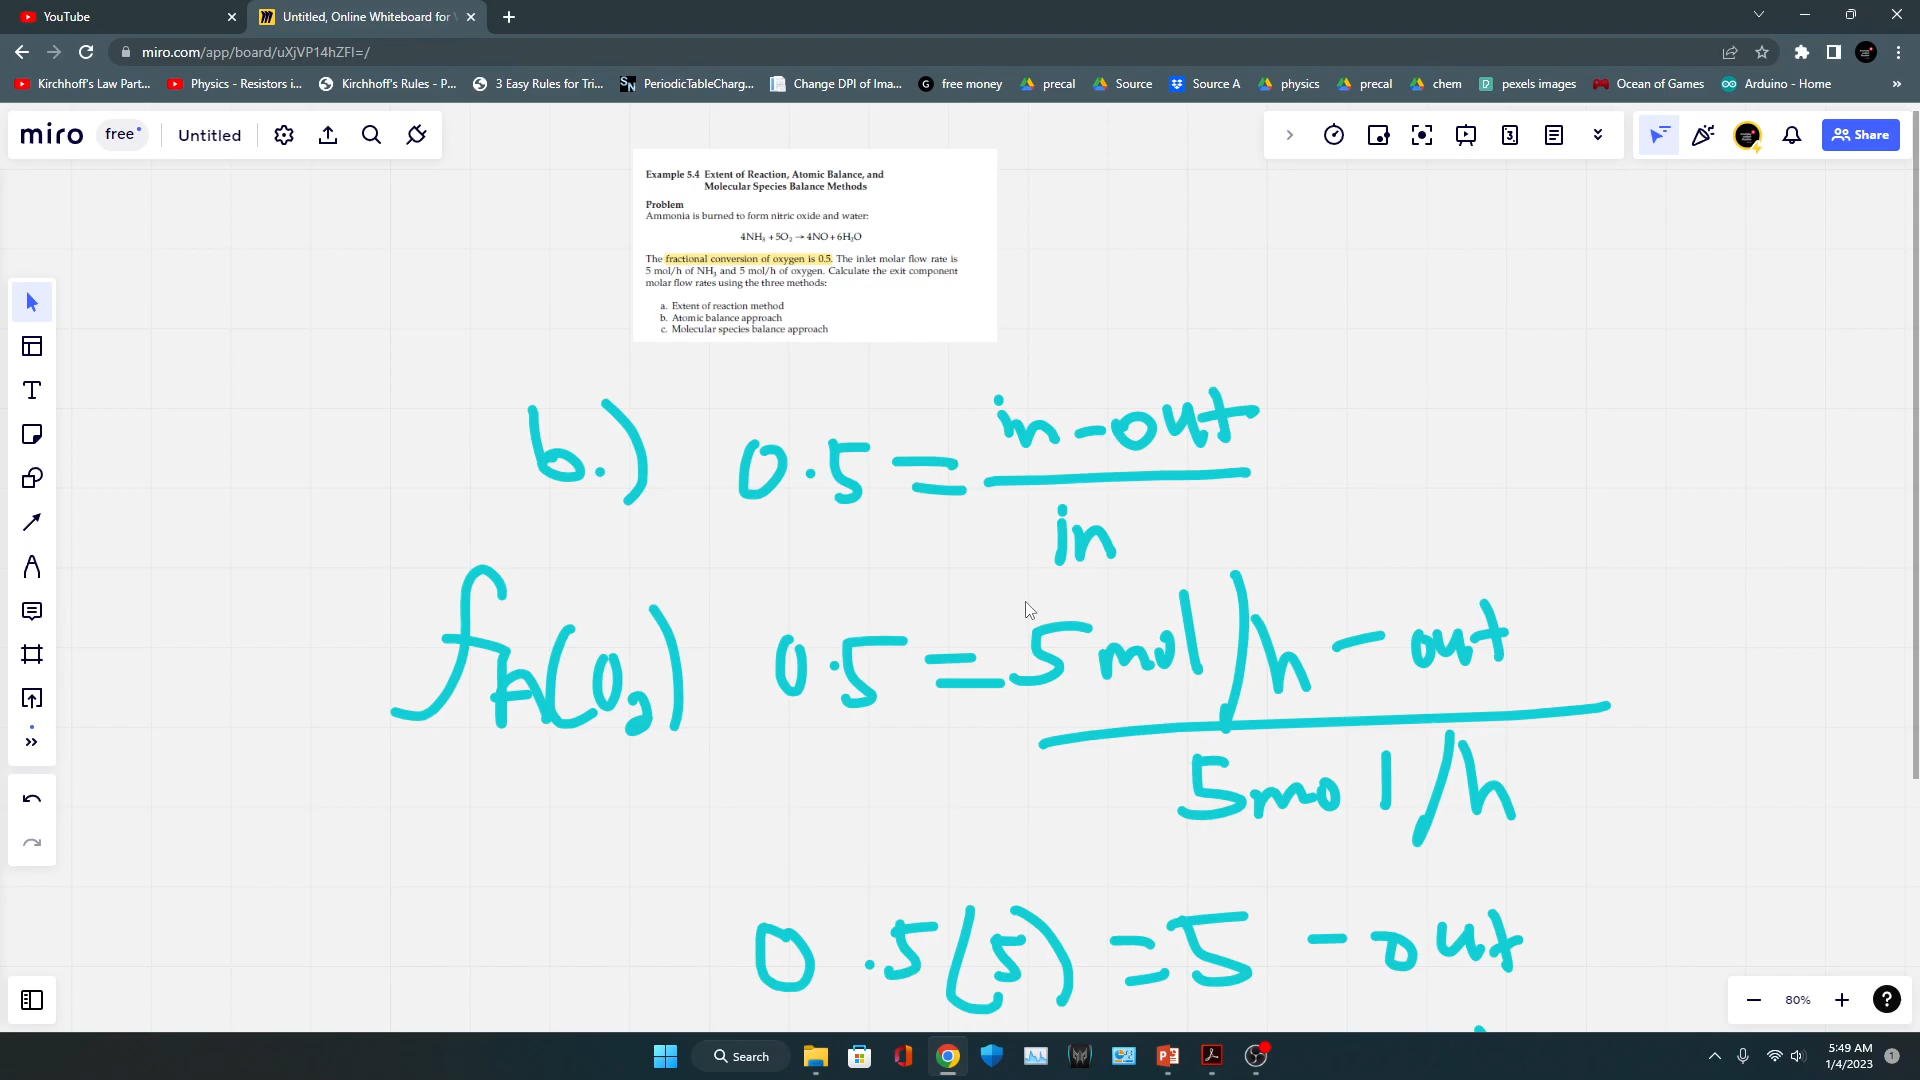 YouTube
Untitled, Online Whiteboard for
miro.com/app/board/uXjVP14hZFI=/
Kirchhoff's Law Part...
Physics - Resistors i...
Kirchhoff's Rules - P...
3 Easy Rules for Tri...
PeriodicTableCharg...
Change DPI of Ima...
free money
precal
Source
Source A
physics
precal
chem
pexels images
Ocean of Games
Arduino - Home
miro
free
Untitled
Share
Example 5.4 Extent of Reaction, Atomic Balance, and
Molecular Species Balance Methods
Problem
Ammonia is burned to form nitric oxide and water:
4NH₃ + 5O₂ → 4NO + 6H₂O
The fractional conversion of oxygen is 0.5. The inlet molar flow rate is
5 mol/h of NH₃ and 5 mol/h of oxygen. Calculate the exit component
molar flow rates using the three methods:
a. Extent of reaction method
b. Atomic balance approach
c. Molecular species balance approach
b.) 0.5 = in - out
in
(O₂) 0.5 = 5 mol/h - out
5 mol/h
0.5(5) = 5 - out
80%
Search
5:49 AM
1/4/2023